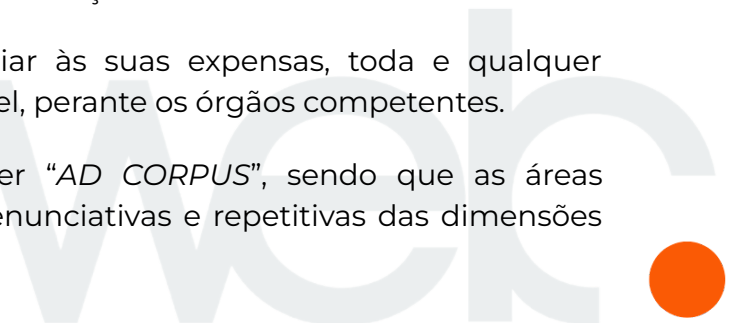 iar às suas expensas, toda e qualquer
el, perante os órgãos competentes.
er “AD CORPUS”, sendo que as áreas
enunciativas e repetitivas das dimensões
web